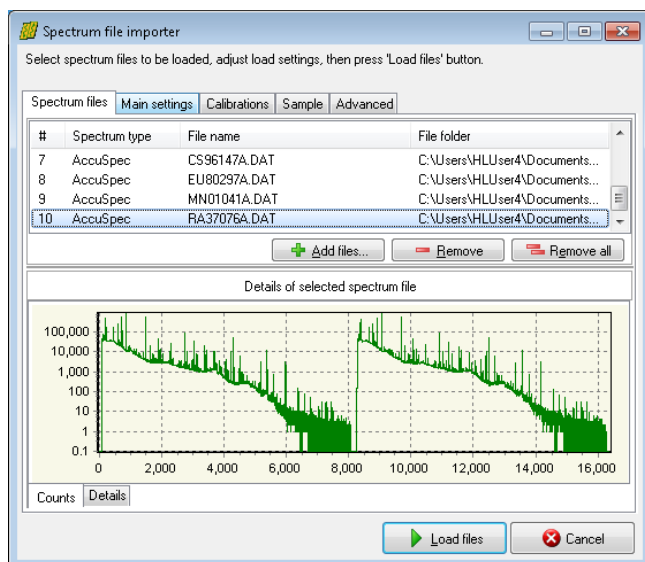 Spectrum file importer
Select spectrum files to be loaded, adjust load settings, then press 'Load files' button.
Spectrum files Main settings Calibrations Sample Advanced
# Spectrum type File name File folder
7 AccuSpec CS96147A.DAT C:\Users\HLUser4\Documents...
8 AccuSpec EU80297A.DAT C:\Users\HLUser4\Documents...
9 AccuSpec MN01041A.DAT C:\Users\HLUser4\Documents...
10 AccuSpec RA37076A.DAT C:\Users\HLUser4\Documents...
Add files... Remove Remove all
Details of selected spectrum file
100,000
10,000
1,000
100
10
1
0.1
0 2,000 4,000 6,000 8,000 10,000 12,000 14,000 16,000
Counts Details
Load files Cancel